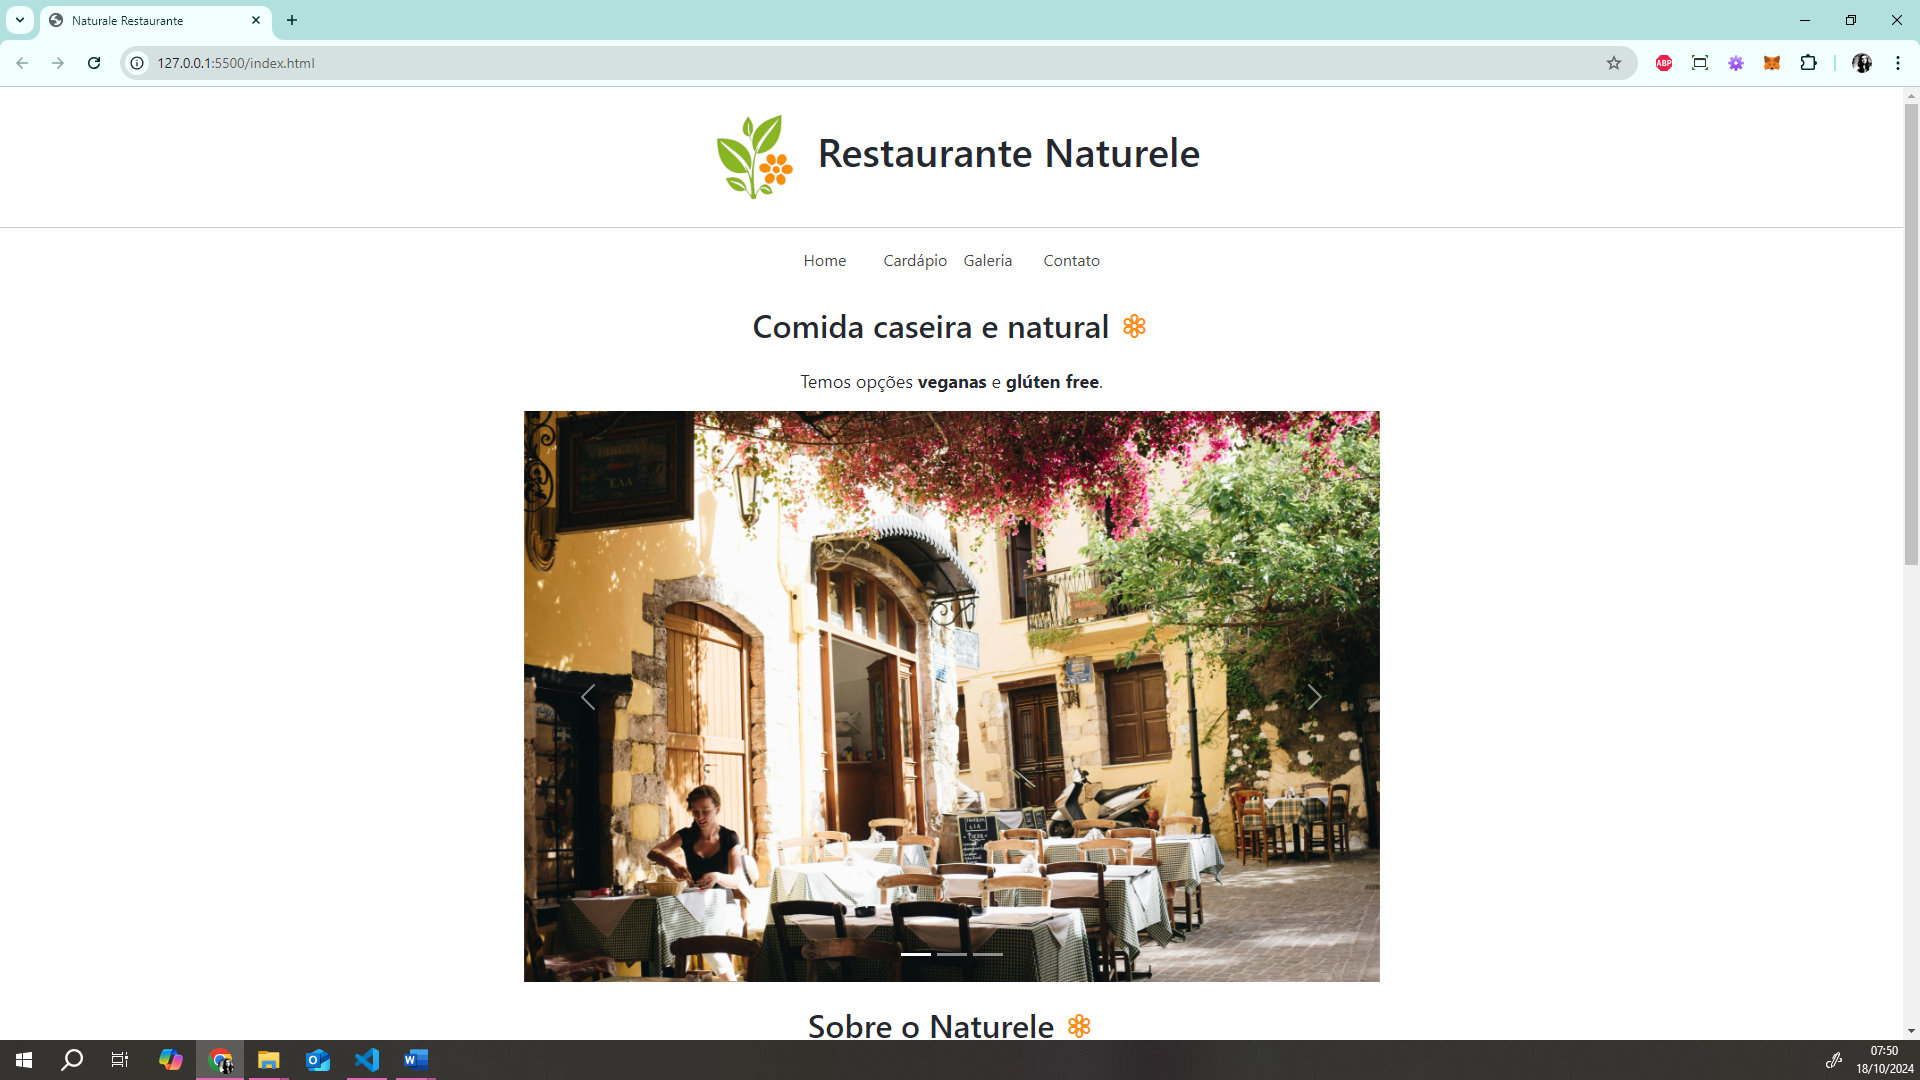 Naturale Restaurante
127.0.0.1:5500/index.html
ABP
Restaurante Naturele
Home Cardápio Galeria Contato
Comida caseira e natural
Temos opções veganas e glúten free.
Sobre o Naturele
07:50
18/10/2024